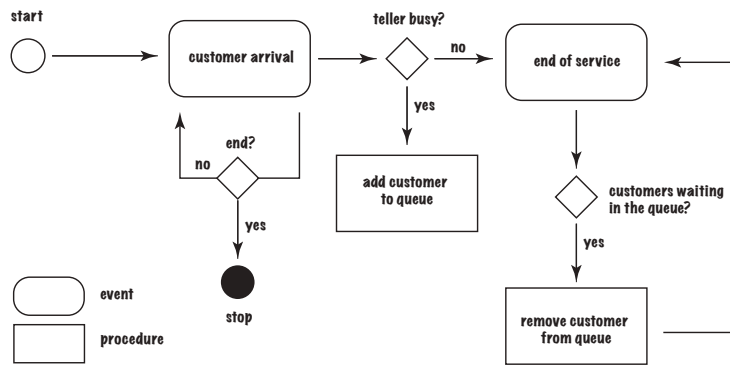 start
customer arrival
teller busy?
no
end of service
yes
end?
no
add customer
to queue
customers waiting
in the queue?
yes
yes
event
stop
procedure
remove customer
from queue